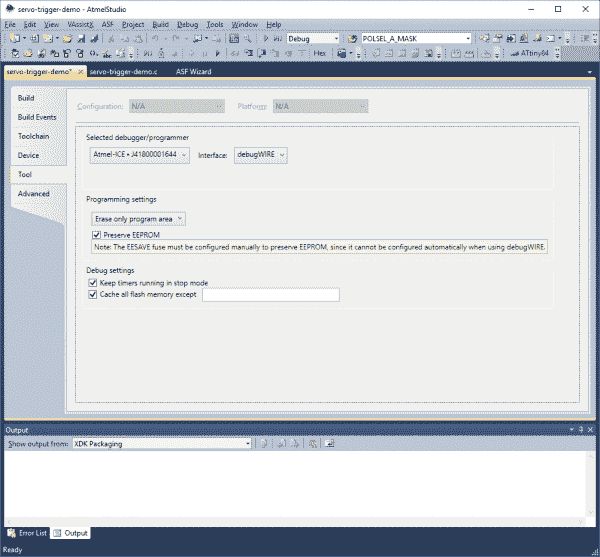 servo-trigger-demo - AtmelStudio
File Edit View VAssistX ASF Project Build Debug Tools Window Help
Debug POLSEL_A_MASK
Hex ATtiny84
servo-trigger-demo* servo-trigger-demo.c ASF Wizard
Build
Configuration: N/A Platform: N/A
Build Events
Toolchain
Device
Tool
Advanced
Selected debugger/programmer
Atmel-ICE • J41800001644 Interface: debugWIRE
Programming settings
Erase only program area
Preserve EEPROM
Note: The EESAVE fuse must be configured manually to preserve EEPROM, since it cannot be configured automatically when using debugWIRE.
Debug settings
Keep timers running in stop mode
Cache all flash memory except
Output
Show output from: XDK Packaging
Error List Output
Ready